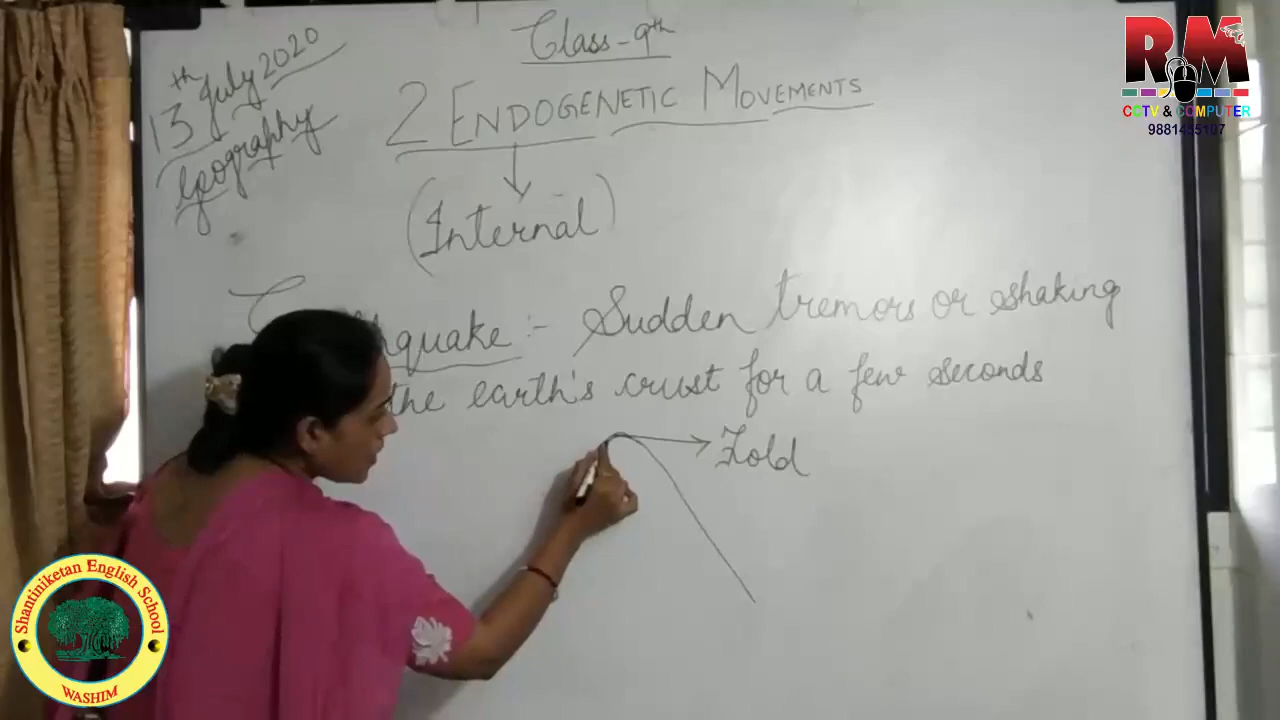 Class - 9th
13th July 2020
Geography
2 ENDOGENETIC MOVEMENTS
(Internal)
quake :- Sudden tremors or shaking
the earth's crust for a few seconds
Fold
RM
CCTV & COMPUTER
9881455107
Shantiniketan English School
WASHIM